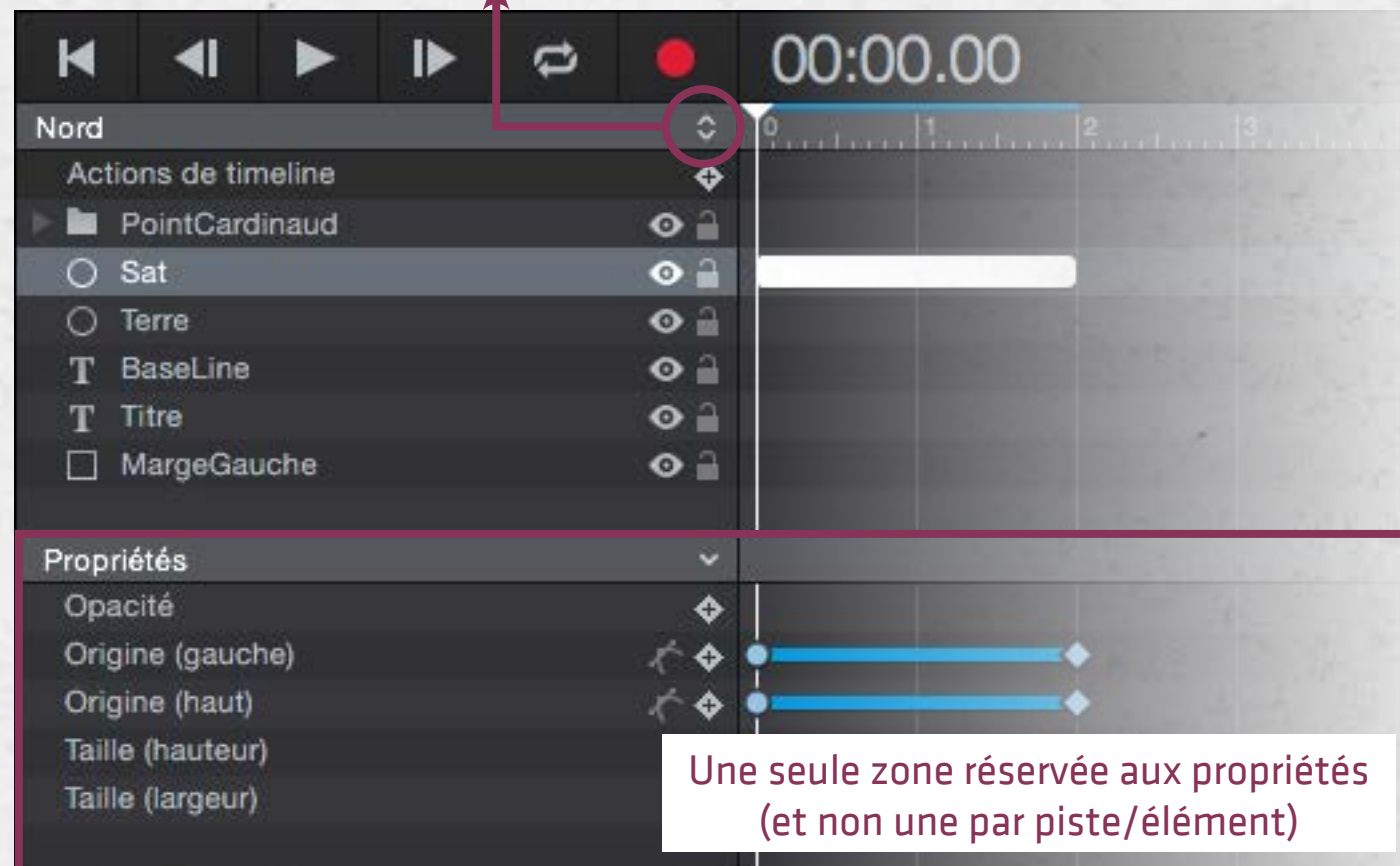 00:00.00
Nord
0 1 2 3
Actions de timeline
PointCardinaud
Sat
Terre
T BaseLine
T Titre
MargeGauche
Propriétés
Opacité
Origine (gauche)
Origine (haut)
Taille (hauteur)
Taille (largeur)
Une seule zone réservée aux propriétés
(et non une par piste/élément)